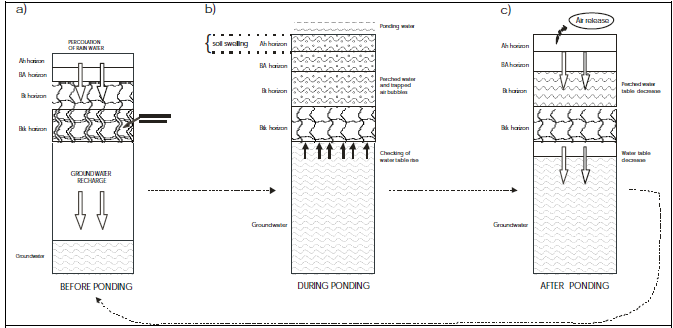 a)
PERCOLATION
OF RAIN WATER
Ah horizon
BA horizon
Bt horizon
Btk horizon
GROUND WATER
RECHARGE
Groundwater
BEFORE PONDING
b)
Ponding water
soil swelling
Ah horizon
BA horizon
Bt horizon
Perched water
and trapped
air bubbles
Btk horizon
Checking of
water table rise
Groundwater
DURING PONDING
c)
Air release
Ah horizon
BA horizon
Bt horizon
Perched water
table decrease
Btk horizon
Water table
decrease
Groundwater
AFTER PONDING